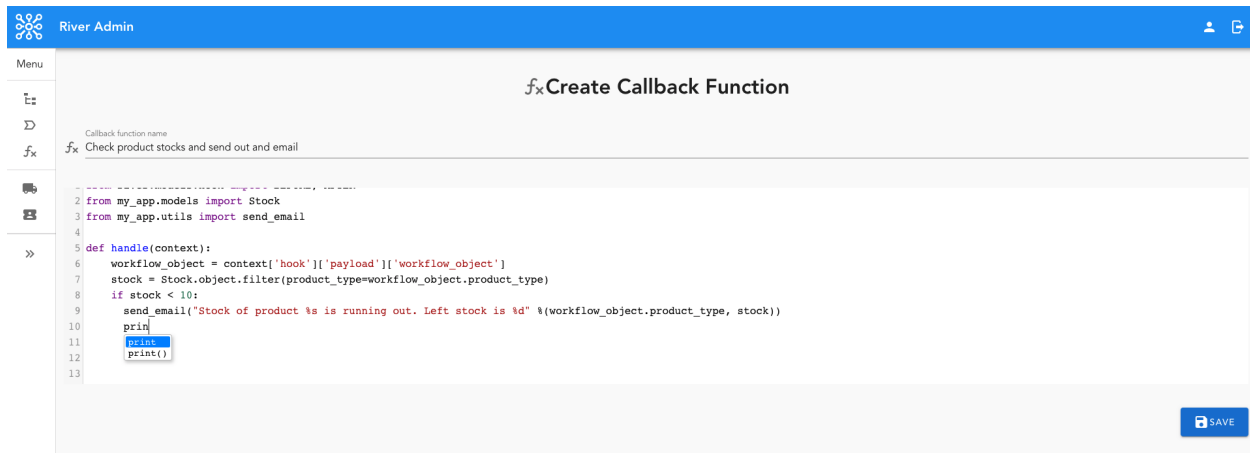 River Admin
Menu
fxCreate Callback Function
Callback function name
fx Check product stocks and send out and email
fx
2 from my_app.models import Stock
3 from my_app.utils import send_email
4
5 def handle(context):
6 workflow_object = context['hook']['payload']['workflow_object']
7 stock = Stock.object.filter(product_type=workflow_object.product_type)
8 if stock < 10:
9 send_email("Stock of product %s is running out. Left stock is %d" %(workflow_object.product_type, stock))
10 prin
11 print
12 print()
13
SAVE